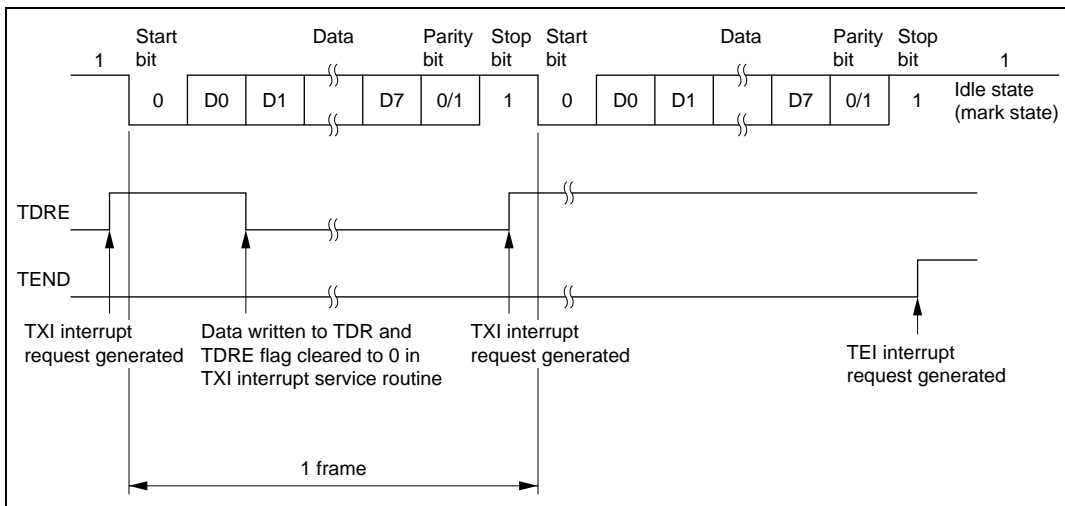 Start bit
Data
Parity bit
Stop bit
Start bit
Data
Parity bit
Stop bit
1
1
0
D0
D1
D7
0/1
1
0
D0
D1
D7
0/1
1
Idle state
(mark state)
TDRE
TEND
TXI interrupt
request generated
Data written to TDR and
TDRE flag cleared to 0 in
TXI interrupt service routine
TXI interrupt
request generated
TEI interrupt
request generated
1 frame